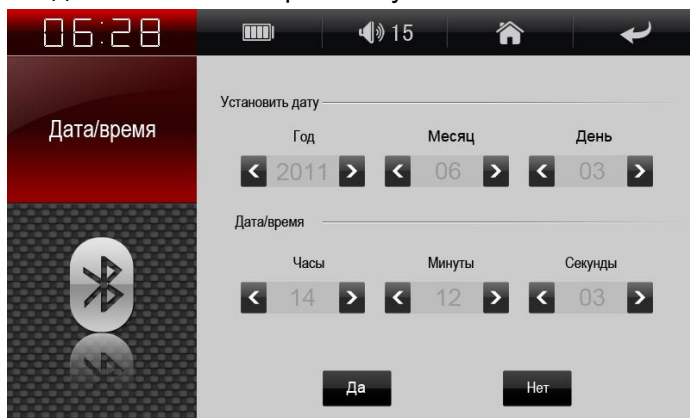 06:28 15
Установить дату
Дата/время
Год Месяц День
< 2011 > < 06 > < 03 >
Дата/время
Часы Минуты Секунды
< 14 > < 12 > < 03 >
Да Нет